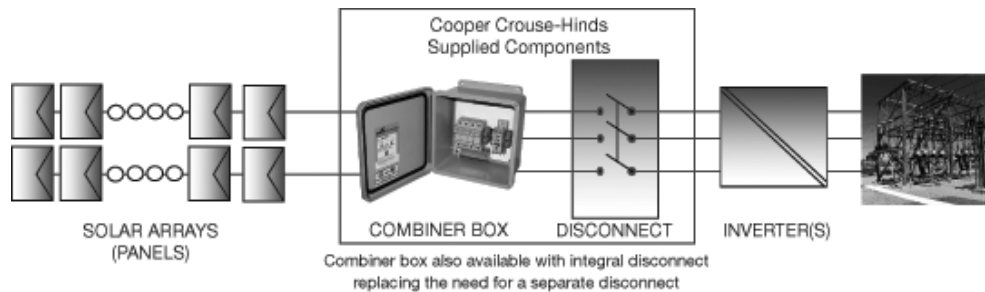 Cooper Crouse-Hinds
Supplied Components
SOLAR ARRAYS
(PANELS)
COMBINER BOX
DISCONNECT
INVERTER(S)
Combiner box also available with integral disconnect
replacing the need for a separate disconnect